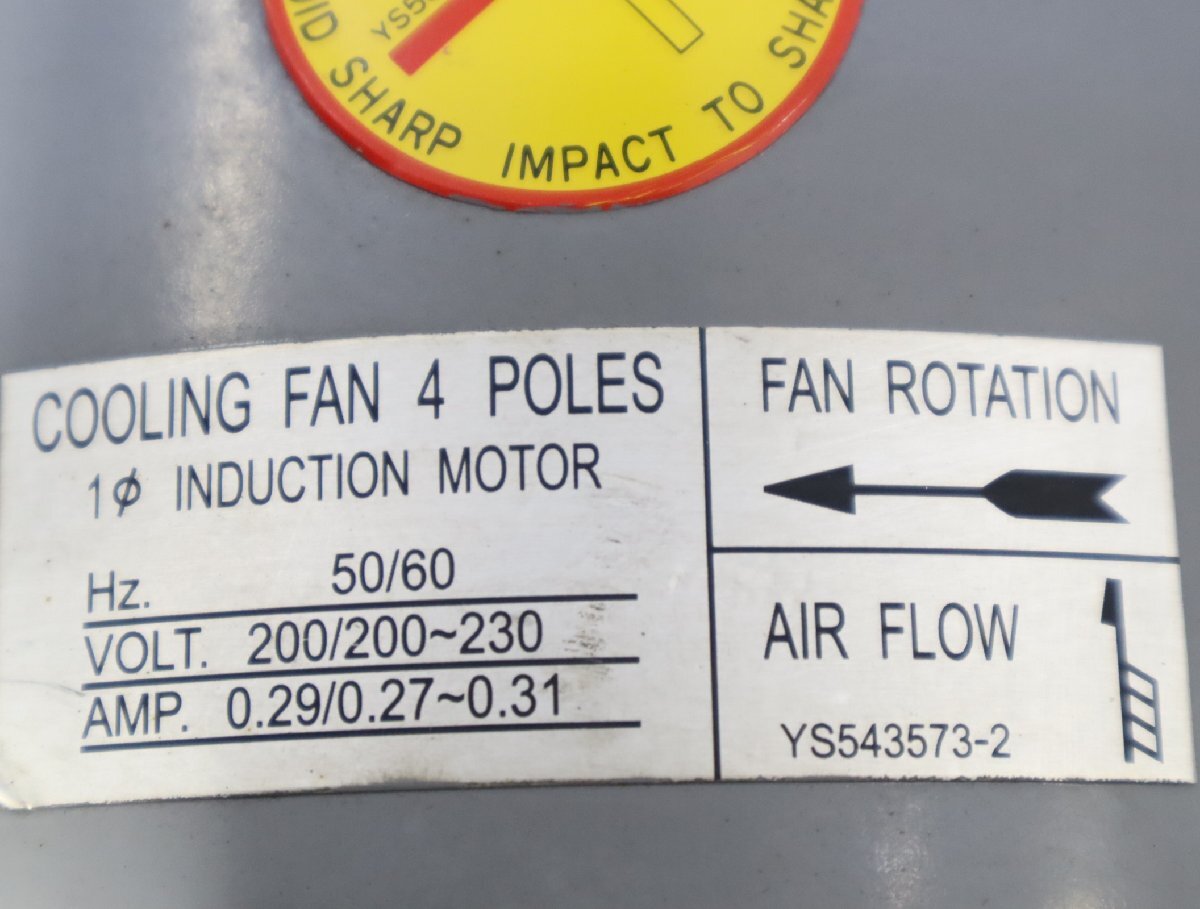 SHARP IMPACT TO
COOLING FAN 4 POLES
1ϕ INDUCTION MOTOR
Hz. 50/60
VOLT. 200/200~230
AMP. 0.29/0.27~0.31
FAN ROTATION
AIR FLOW
YS543573-2